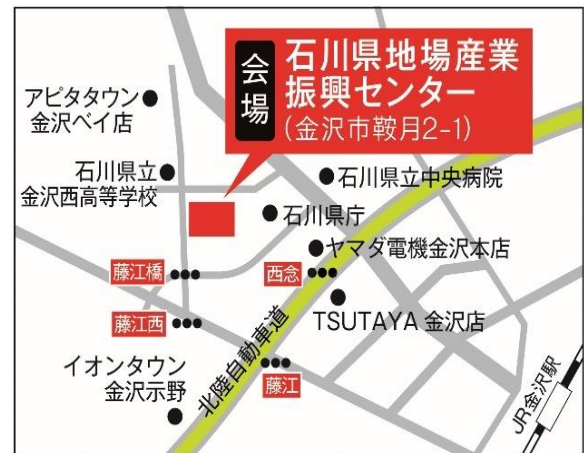 会場
石川県地場産業
振興センター
(金沢市鞍月2-1)
アピタタウン
金沢ベイ店
石川県立
金沢西高等学校
石川県立中央病院
石川県庁
ヤマダ電機金沢本店
藤江橋
西念
TSUTAYA 金沢店
藤江西
北陸自動車道
イオンタウン
金沢示野
藤江
JR金沢駅